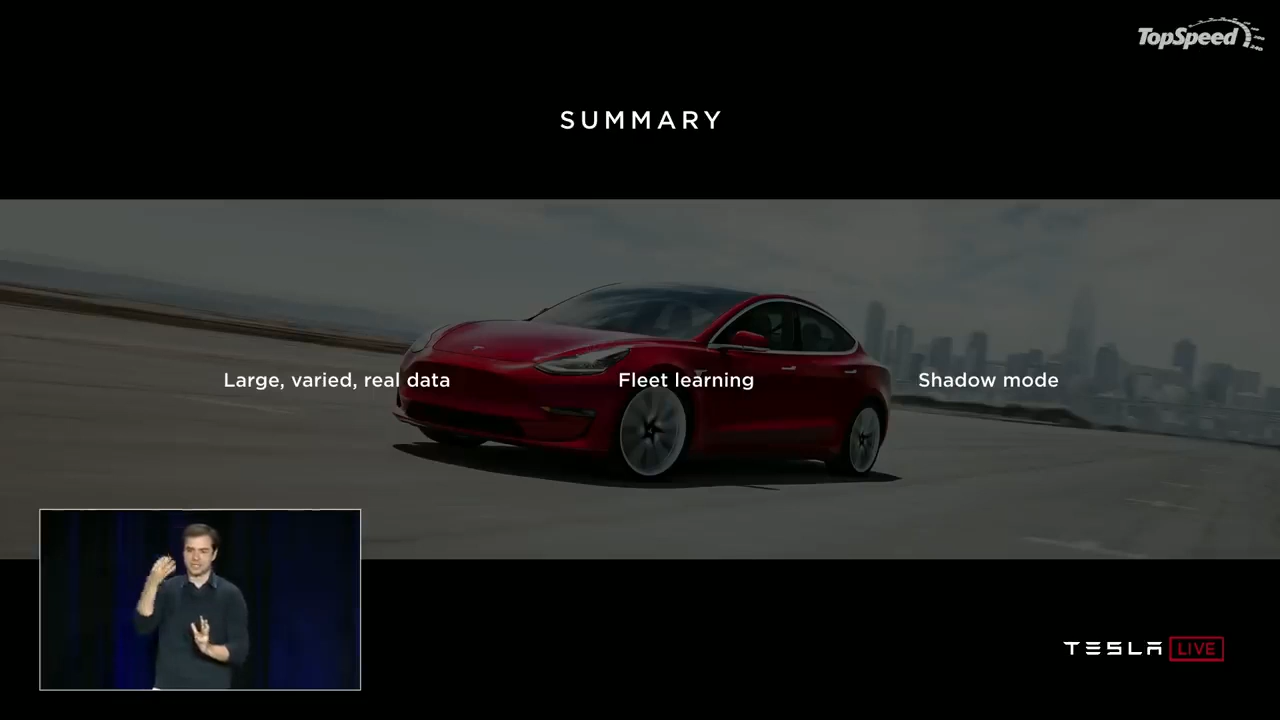 TopSpeed
SUMMARY
Large, varied, real data
Fleet learning
Shadow mode
TESLA LIVE